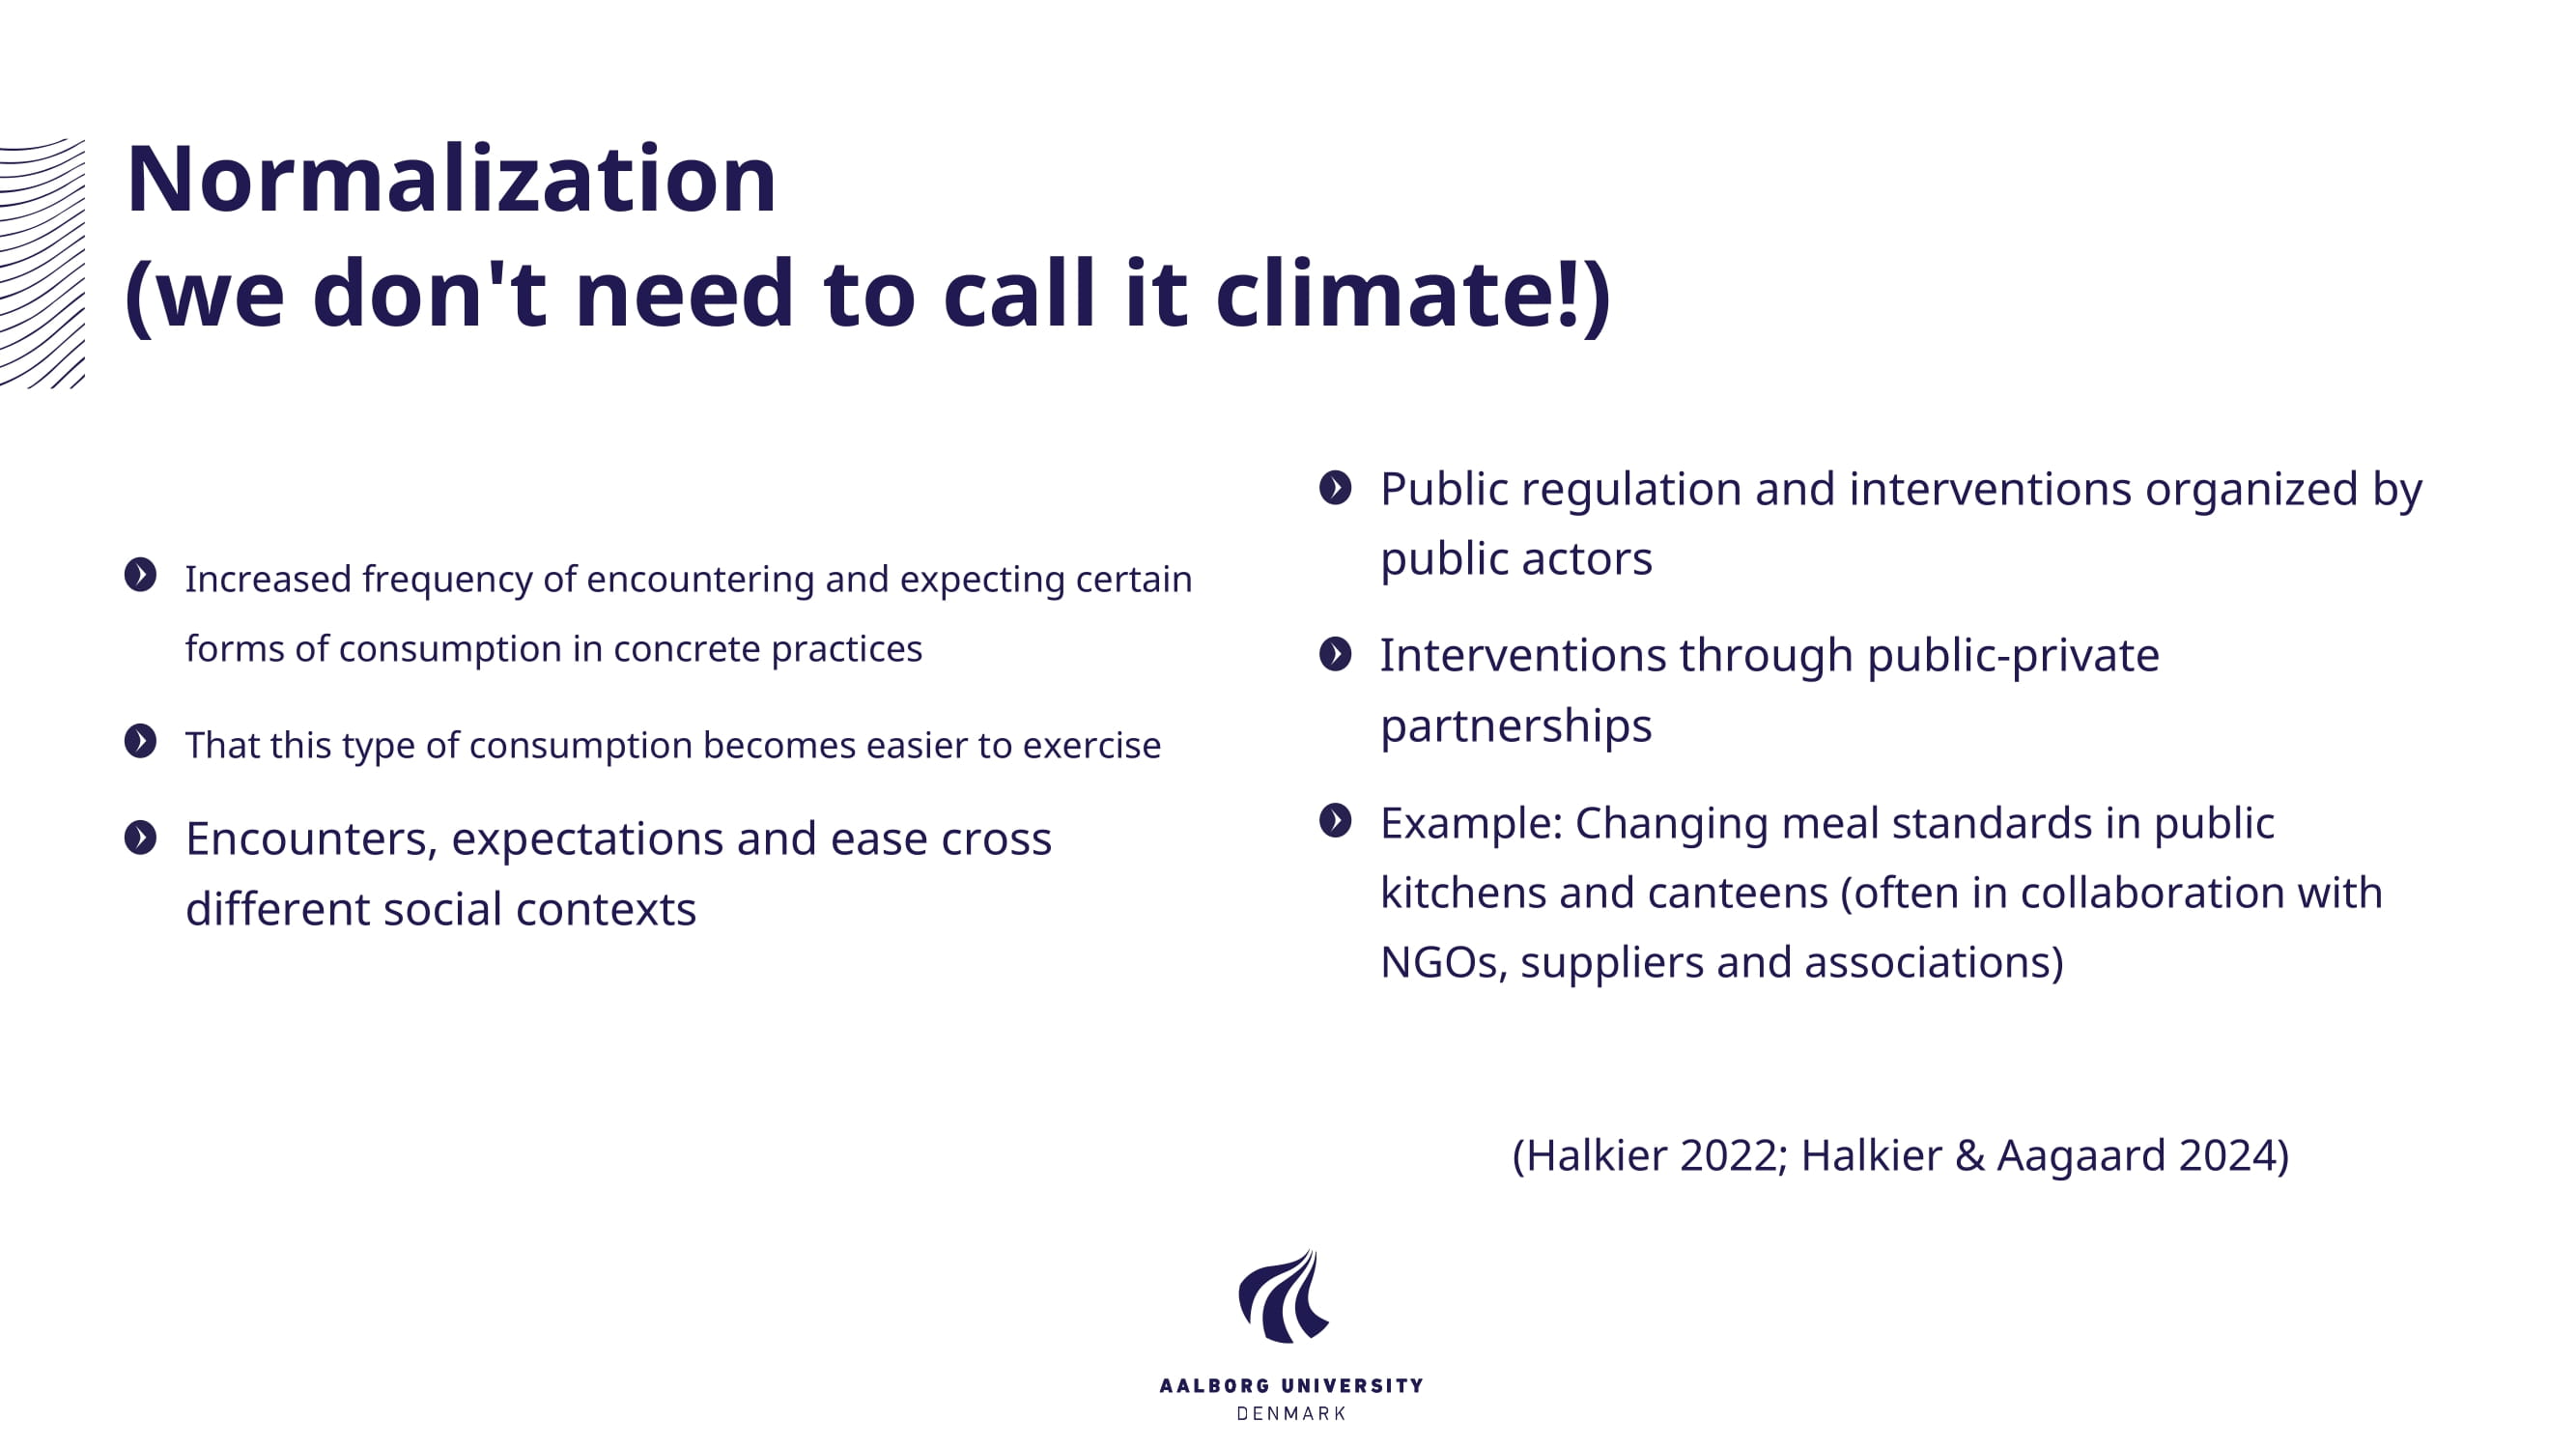 Normalization
(we don't need to call it climate!)
Increased frequency of encountering and expecting certain
forms of consumption in concrete practices
That this type of consumption becomes easier to exercise
Encounters, expectations and ease cross
different social contexts
Public regulation and interventions organized by
public actors
Interventions through public-private
partnerships
Example: Changing meal standards in public
kitchens and canteens (often in collaboration with
NGOs, suppliers and associations)
(Halkier 2022; Halkier & Aagaard 2024)
AALBORG UNIVERSITY
DENMARK